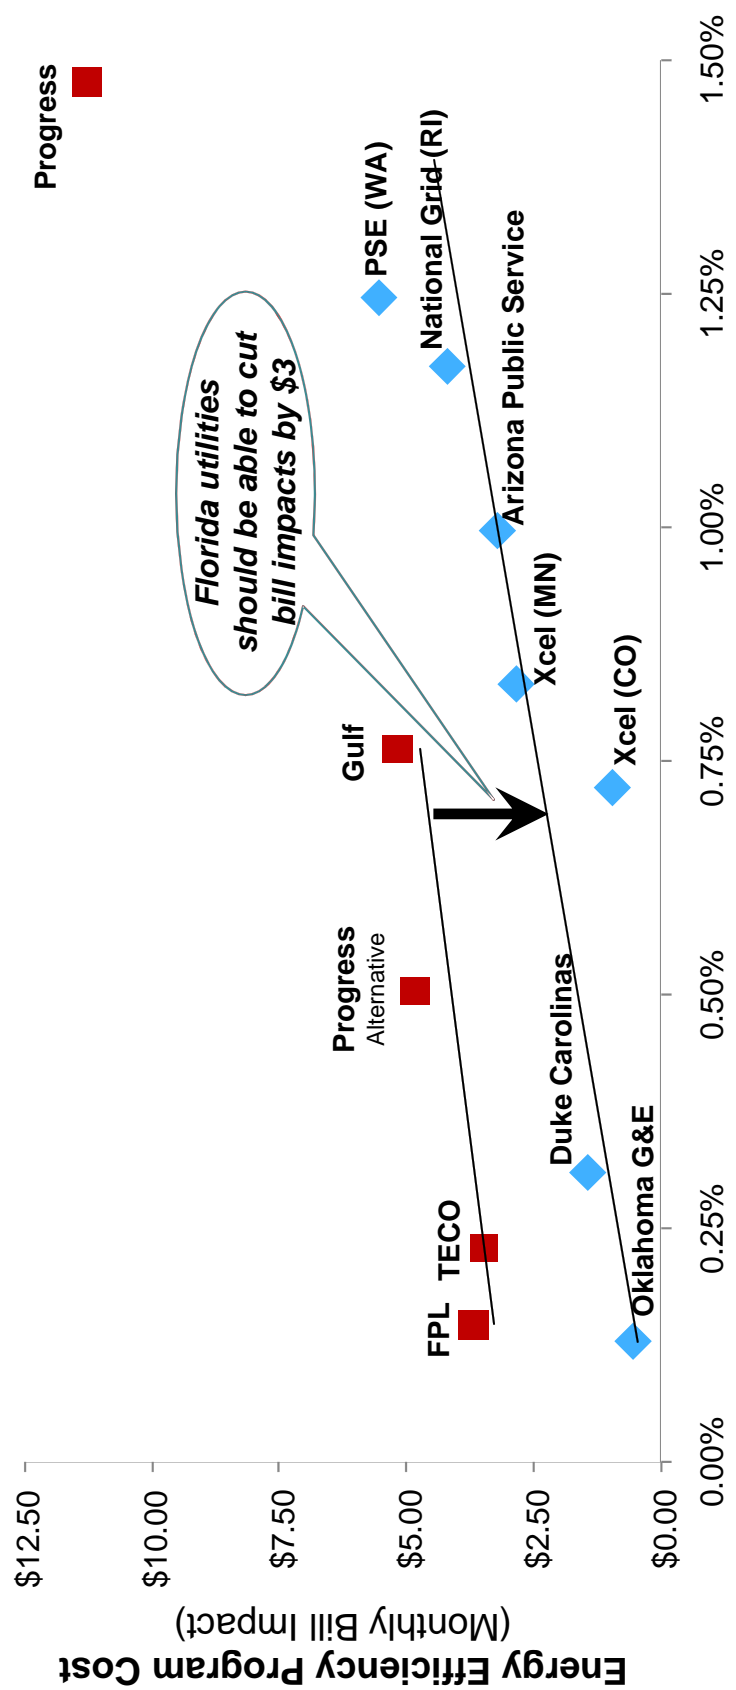 Energy Efficiency Program Cost
(Monthly Bill Impact)
$12.50
$10.00
$7.50
$5.00
$2.50
$0.00
0.00%
0.25%
0.50%
0.75%
1.00%
1.25%
1.50%
Progress
Florida utilities
should be able to cut
bill impacts by $3
PSE (WA)
National Grid (RI)
Arizona Public Service
Xcel (MN)
Xcel (CO)
Gulf
Progress
Alternative
Duke Carolinas
TECO
FPL
Oklahoma G&E